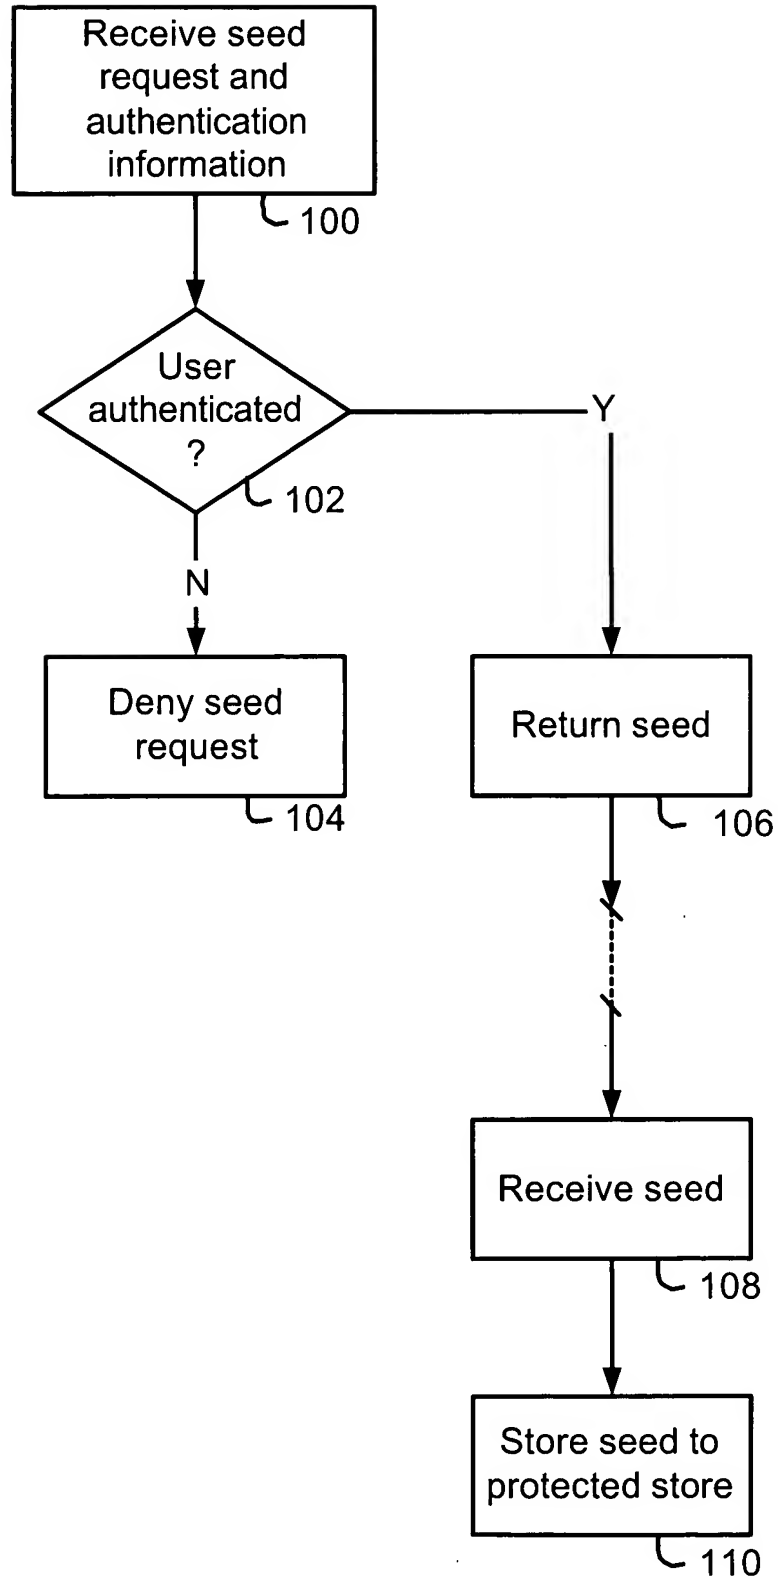 Receive seed
request and
authentication
information
100
User
authenticated
?
102
Y
N
Deny seed
request
104
Return seed
106
Receive seed
108
Store seed to
protected store
110